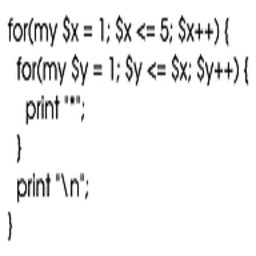 for(my $x = 1; $x <= 5; $x++) {
for(my $y = 1; $y <= $x; $y++) {
print "*";
}
print "\n";
}